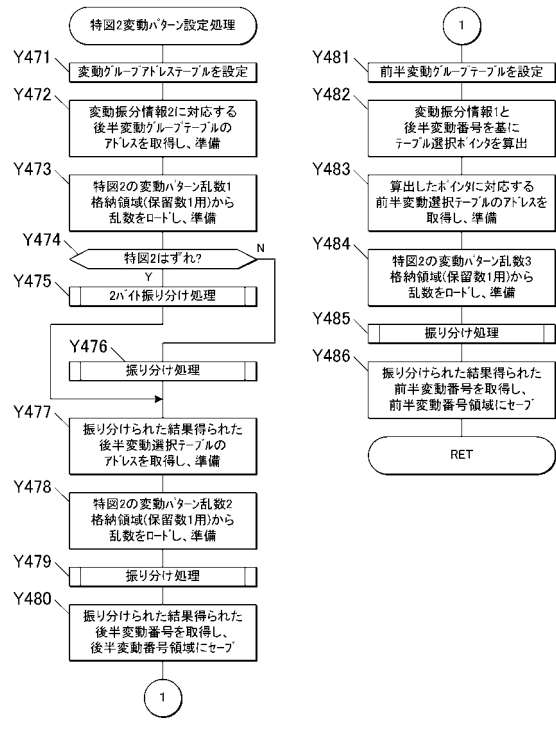 特図2変動パターン設定処理
Y471
変動グループアドレステーブルを設定
Y472
変動振分情報2に対応する
後半変動グループテーブルの
アドレスを取得し、準備
Y473
特図2の変動パターン乱数1
格納領域(保留数1用)から
乱数をロードし、準備
Y474
特図2はずれ?
N
Y
Y475
2バイト振り分け処理
Y476
振り分け処理
Y477
振り分けられた結果得られた
後半変動選択テーブルの
アドレスを取得し、準備
Y478
特図2の変動パターン乱数2
格納領域(保留数1用)から
乱数をロードし、準備
Y479
振り分け処理
Y480
振り分けられた結果得られた
後半変動番号を取得し、
後半変動番号領域にセーブ
1
1
Y481
前半変動グループテーブルを設定
Y482
変動振分情報1と
後半変動番号を基に
テーブル選択ポインタを算出
Y483
算出したポインタに対応する
前半変動選択テーブルのアドレスを
取得し、準備
Y484
特図2の変動パターン乱数3
格納領域(保留数1用)から
乱数をロードし、準備
Y485
振り分け処理
Y486
振り分けられた結果得られた
前半変動番号を取得し、
前半変動番号領域にセーブ
RET